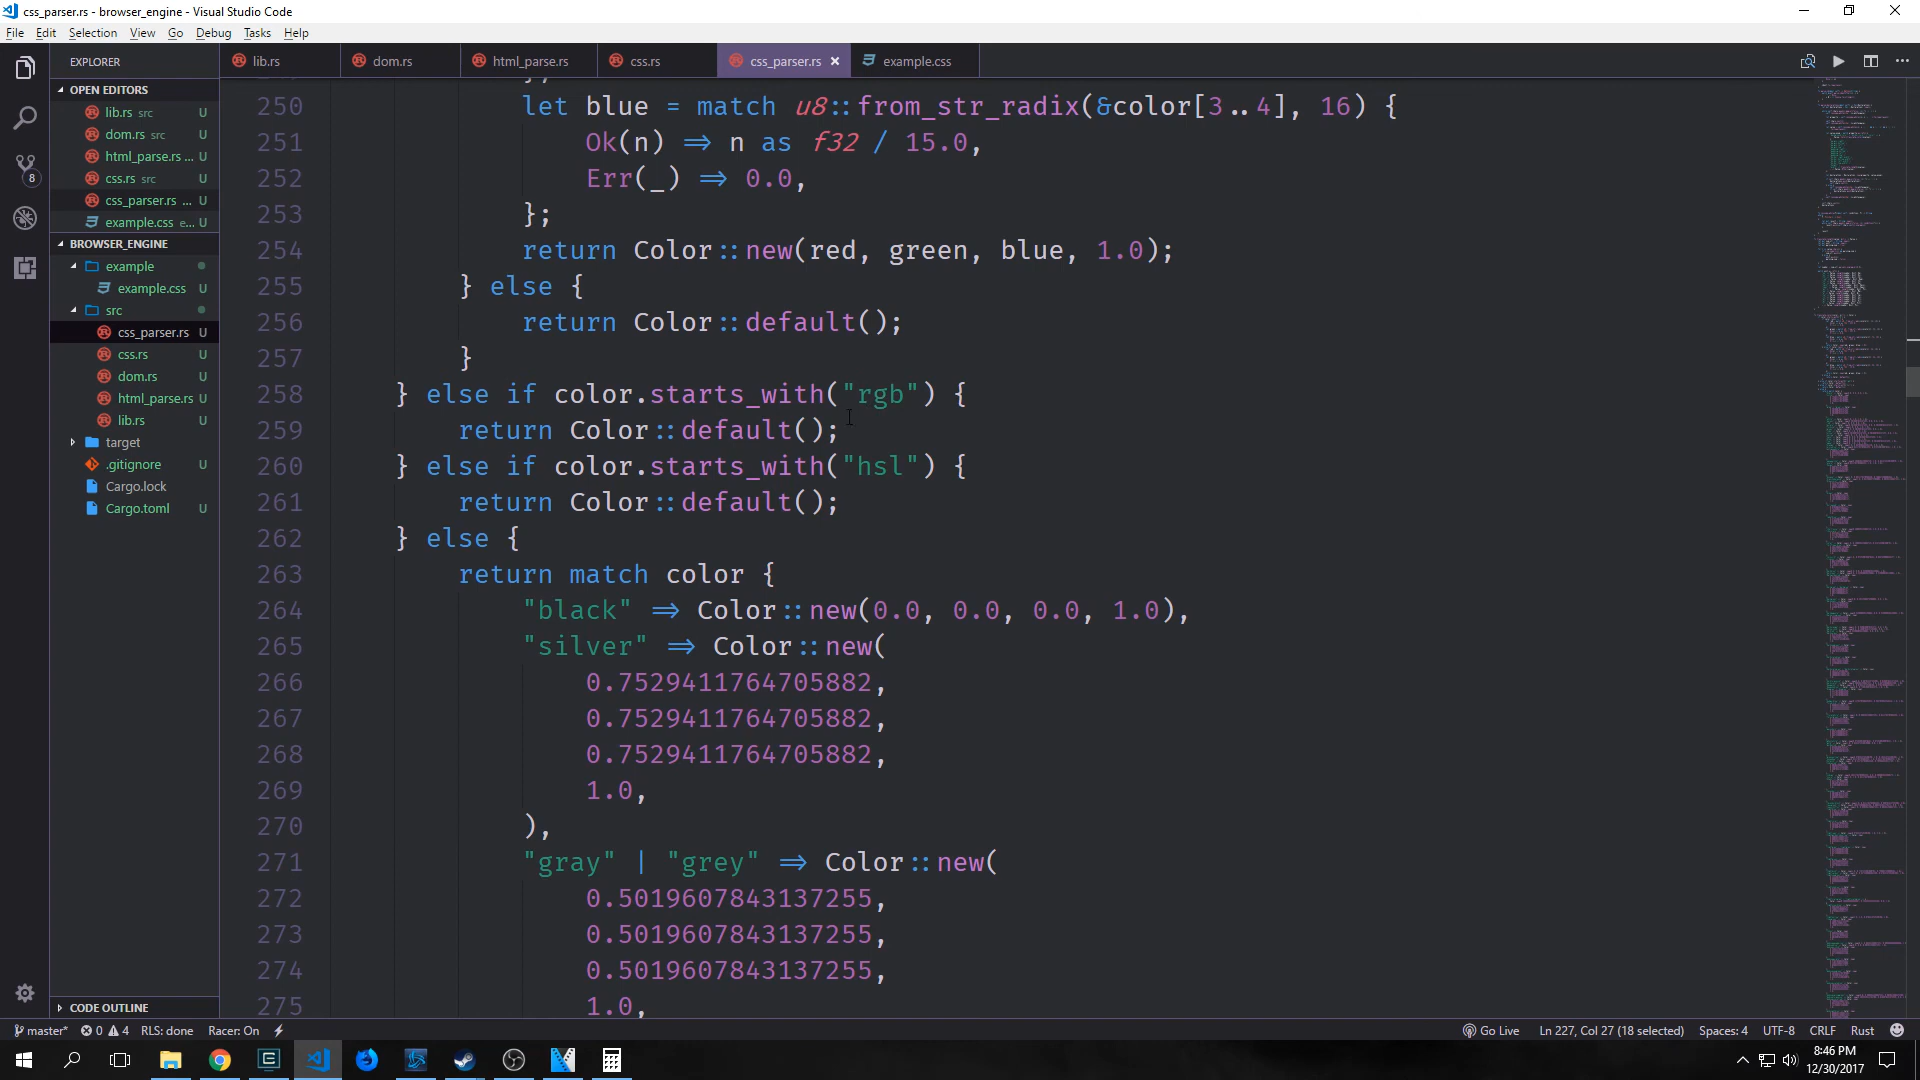 css_parser.rs - browser_engine - Visual Studio Code
File Edit Selection View Go Debug Tasks Help
EXPLORER
lib.rs dom.rs html_parse.rs css.rs css_parser.rs × example.css
OPEN EDITORS
lib.rs src U
dom.rs src U
html_parse.rs ... U
css.rs src U
css_parser.rs ... U
example.css e... U
BROWSER_ENGINE
example
example.css U
src
css_parser.rs U
css.rs U
dom.rs U
html_parse.rs U
lib.rs U
target
.gitignore U
Cargo.lock
Cargo.toml U
CODE OUTLINE
8
250 let blue = match u8::from_str_radix(&color[3..4], 16) {
251 Ok(n) => n as f32 / 15.0,
252 Err(_) => 0.0,
253 };
254 return Color::new(red, green, blue, 1.0);
255 } else {
256 return Color::default();
257 }
258 } else if color.starts_with("rgb") {
259 return Color::default();
260 } else if color.starts_with("hsl") {
261 return Color::default();
262 } else {
263 return match color {
264 "black" => Color::new(0.0, 0.0, 0.0, 1.0),
265 "silver" => Color::new(
266 0.7529411764705882,
267 0.7529411764705882,
268 0.7529411764705882,
269 1.0,
270 ),
271 "gray" | "grey" => Color::new(
272 0.5019607843137255,
273 0.5019607843137255,
274 0.5019607843137255,
275 1.0,
master* 0 4 RLS: done Racer: On Go Live Ln 227, Col 27 (18 selected) Spaces: 4 UTF-8 CRLF Rust
8:46 PM
12/30/2017